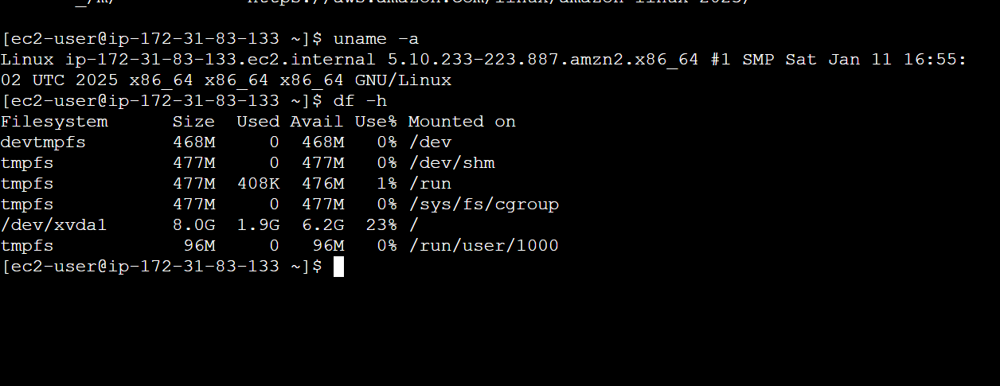 _/m/ https://aws.amazon.com/linux/amazon-linux-2023/
[ec2-user@ip-172-31-83-133 ~]$ uname -a
Linux ip-172-31-83-133.ec2.internal 5.10.233-223.887.amzn2.x86_64 #1 SMP Sat Jan 11 16:55:
02 UTC 2025 x86_64 x86_64 x86_64 GNU/Linux
[ec2-user@ip-172-31-83-133 ~]$ df -h
Filesystem      Size  Used Avail Use% Mounted on
devtmpfs        468M     0  468M   0% /dev
tmpfs           477M     0  477M   0% /dev/shm
tmpfs           477M  408K  476M   1% /run
tmpfs           477M     0  477M   0% /sys/fs/cgroup
/dev/xvda1      8.0G  1.9G  6.2G  23% /
tmpfs            96M     0   96M   0% /run/user/1000
[ec2-user@ip-172-31-83-133 ~]$